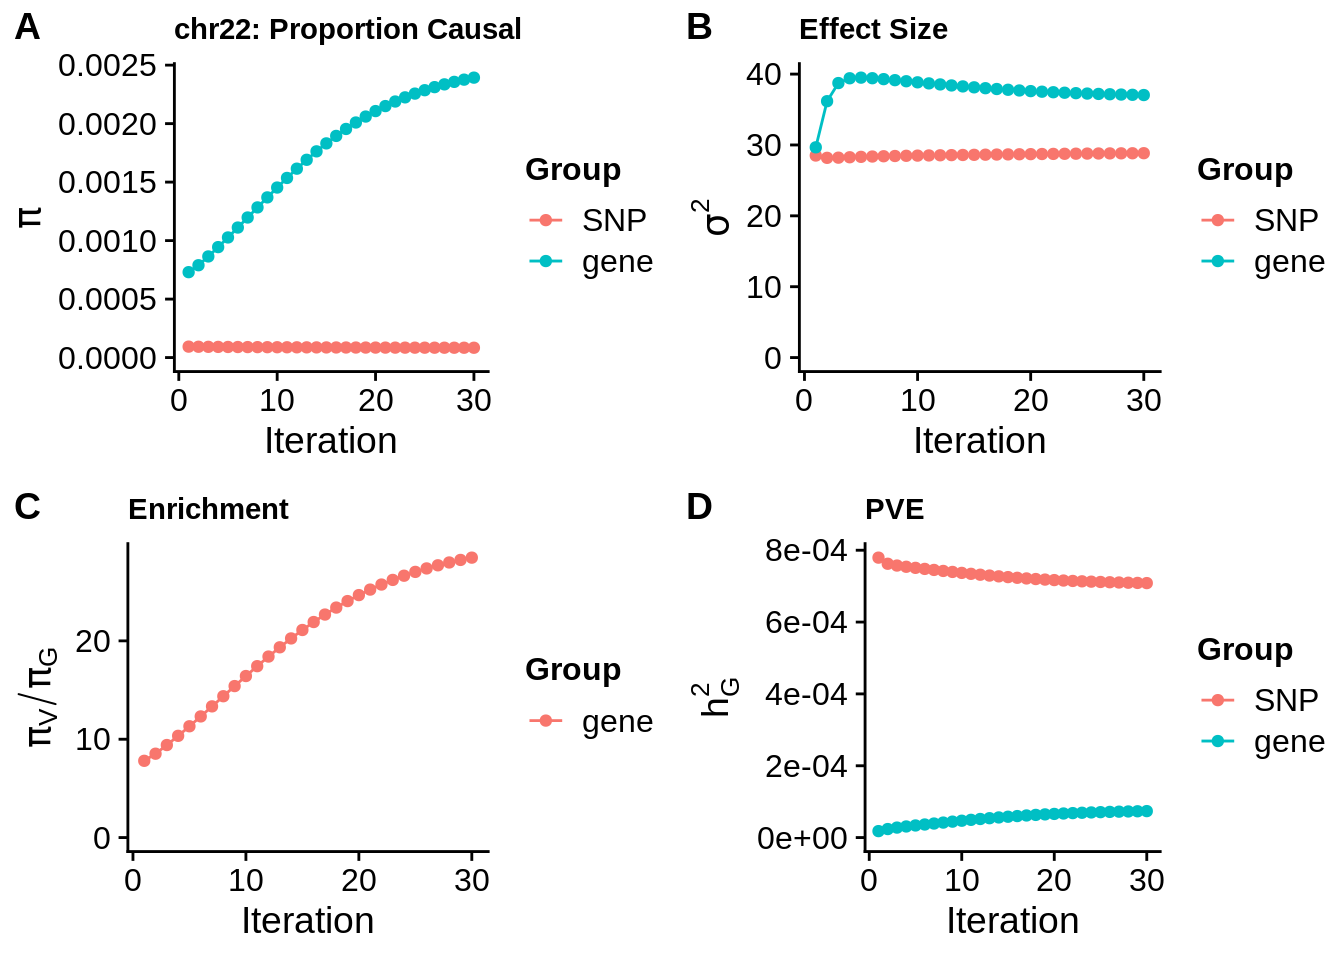 A
chr22: Proportion Causal
0.0025
0.0020
0.0015
0.0010
0.0005
0.0000
π
0 10 20 30
Iteration
Group
SNP
gene
B
Effect Size
40
30
20
10
0
σ²
0 10 20 30
Iteration
Group
SNP
gene
C
Enrichment
20
10
0
πV/πG
0 10 20 30
Iteration
Group
gene
D
PVE
8e-04
6e-04
4e-04
2e-04
0e+00
h²G
0 10 20 30
Iteration
Group
SNP
gene